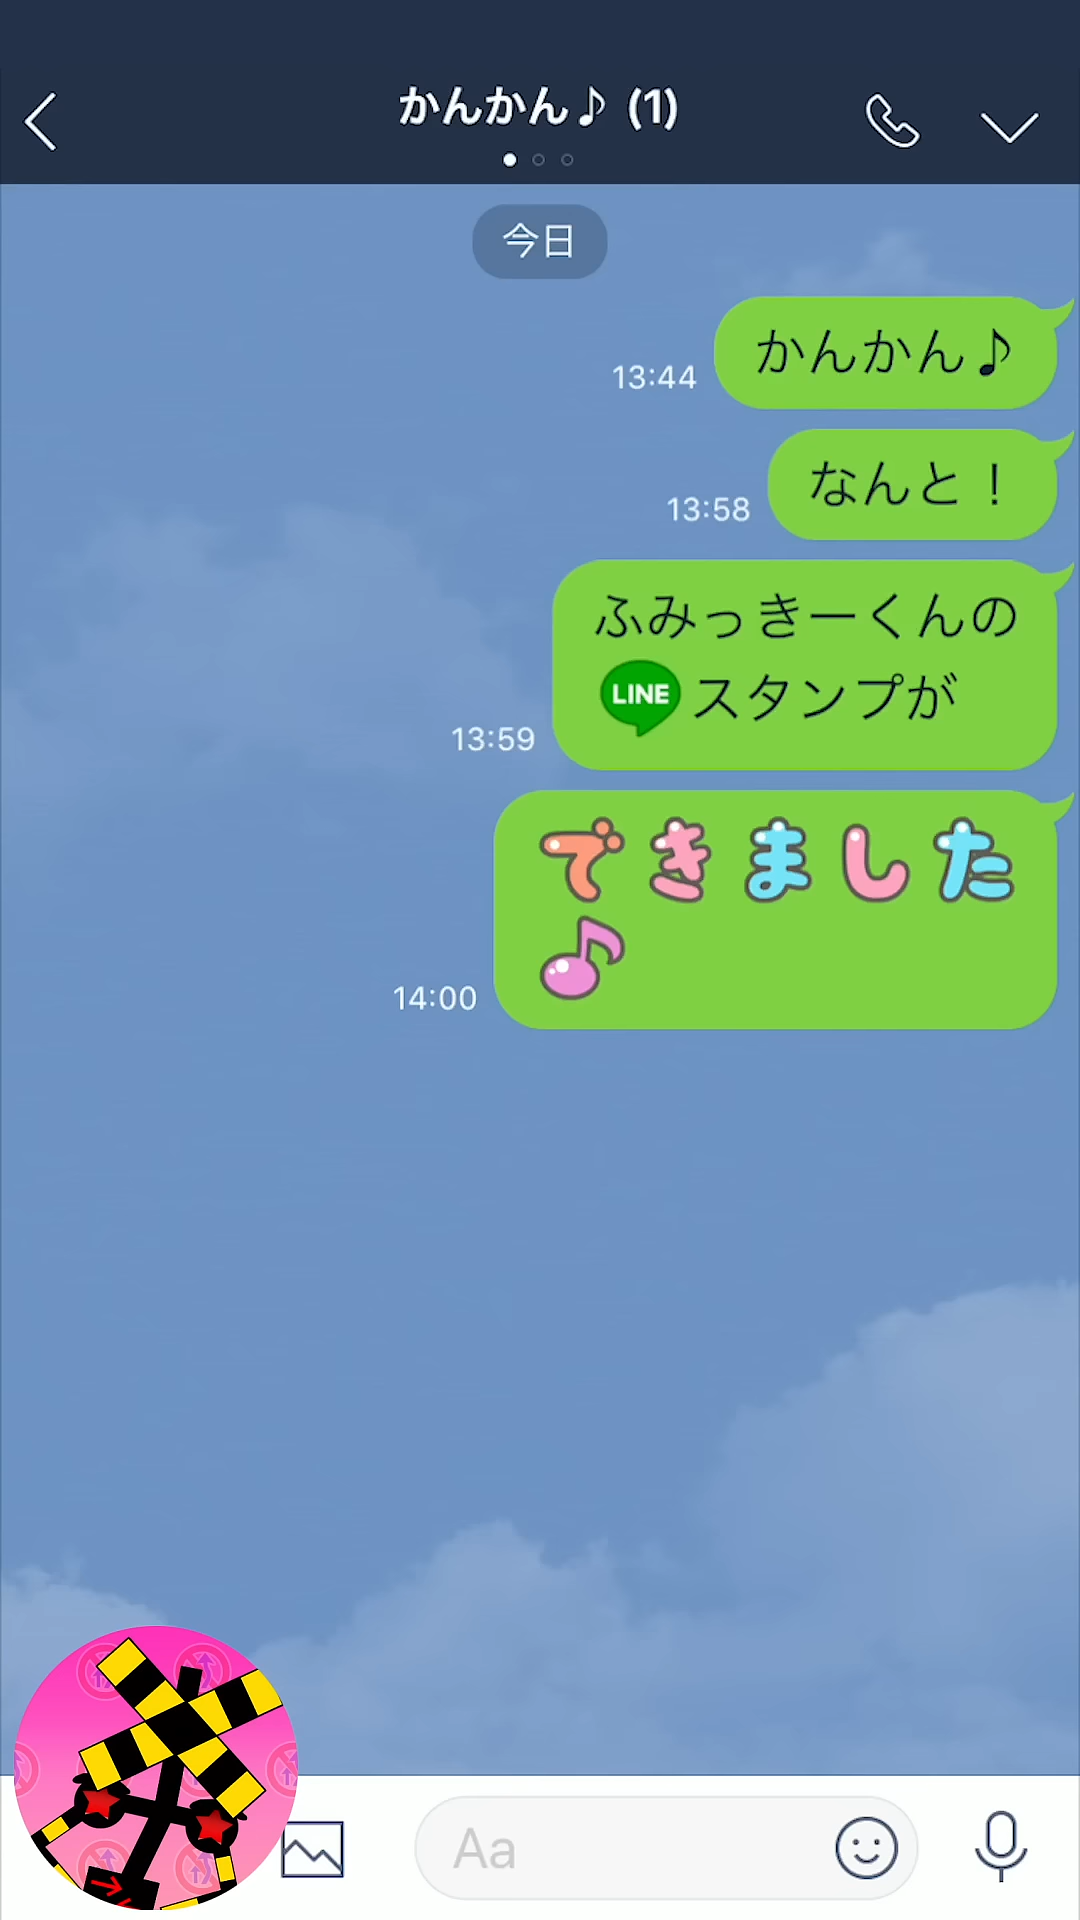 かんかん♪ (1)
今日
かんかん♪
13:44
なんと！
13:58
ふみっきーくんの
LINE スタンプが
13:59
できました
♪
14:00
Aa